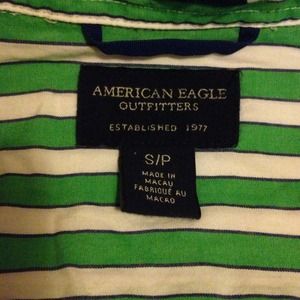 AMERICAN EAGLE
OUTFITTERS
ESTABLISHED 1977
S/P
MADE IN
MACAU
FABRIQUÉ AU
MACAO